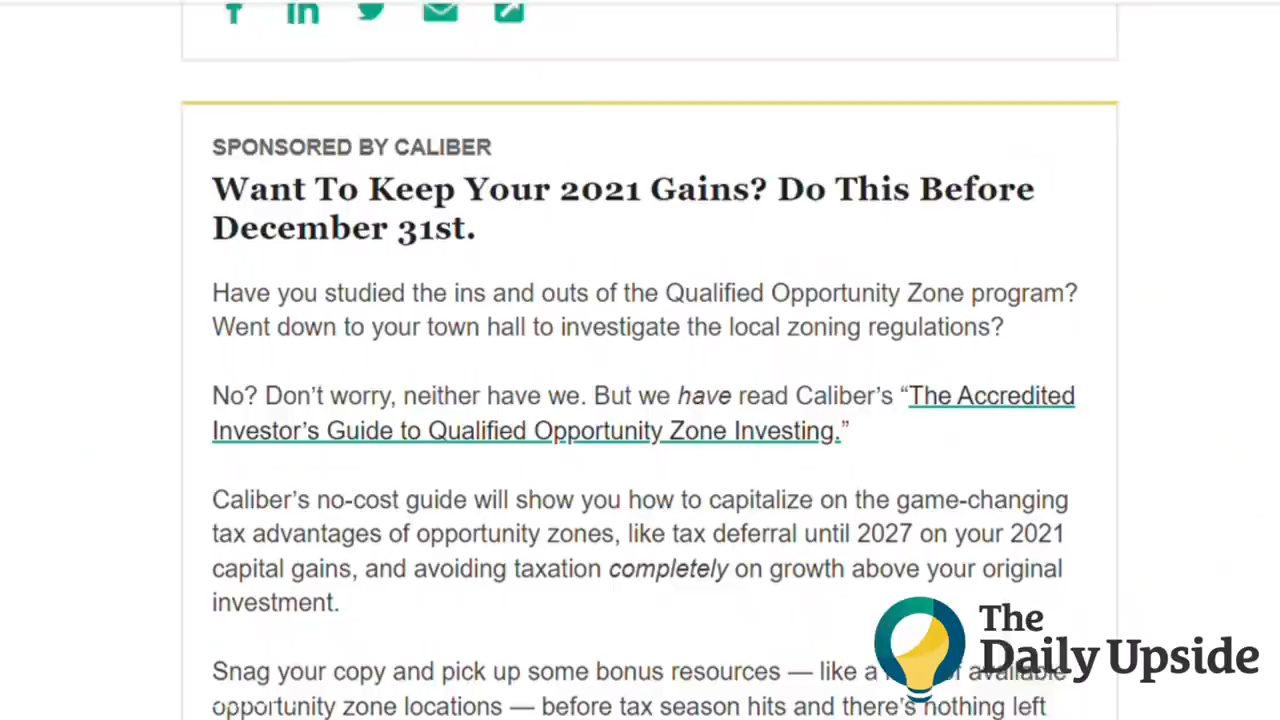 SPONSORED BY CALIBER
Want To Keep Your 2021 Gains? Do This Before
December 31st.
Have you studied the ins and outs of the Qualified Opportunity Zone program?
Went down to your town hall to investigate the local zoning regulations?
No? Don’t worry, neither have we. But we have read Caliber’s “The Accredited
Investor’s Guide to Qualified Opportunity Zone Investing.”
Caliber’s no-cost guide will show you how to capitalize on the game-changing
tax advantages of opportunity zones, like tax deferral until 2027 on your 2021
capital gains, and avoiding taxation completely on growth above your original
investment.
Snag your copy and pick up some bonus resources — like a of available
opportunity zone locations — before tax season hits and there’s nothing left
The
Daily Upside